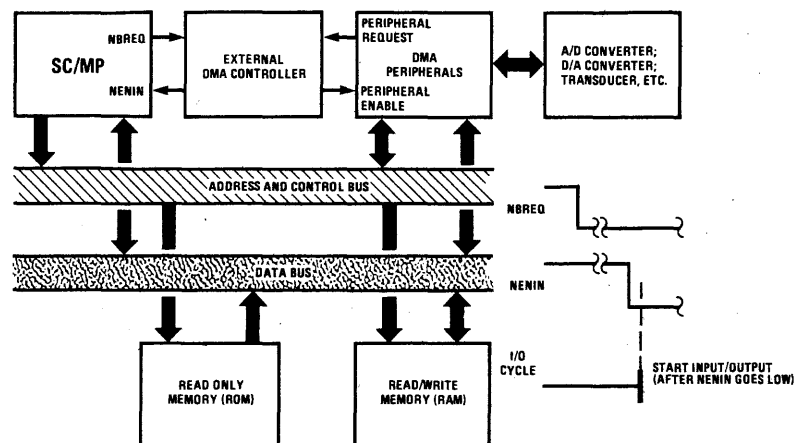 NBREQ
SC/MP
NENIN
EXTERNAL
DMA CONTROLLER
PERIPHERAL
REQUEST
DMA
PERIPHERALS
PERIPHERAL
ENABLE
A/D CONVERTER;
D/A CONVERTER;
TRANSDUCER, ETC.
ADDRESS AND CONTROL BUS
DATA BUS
READ ONLY
MEMORY (ROM)
READ/WRITE
MEMORY (RAM)
NBREQ
NENIN
I/O
CYCLE
START INPUT/OUTPUT
(AFTER NENIN GOES LOW)